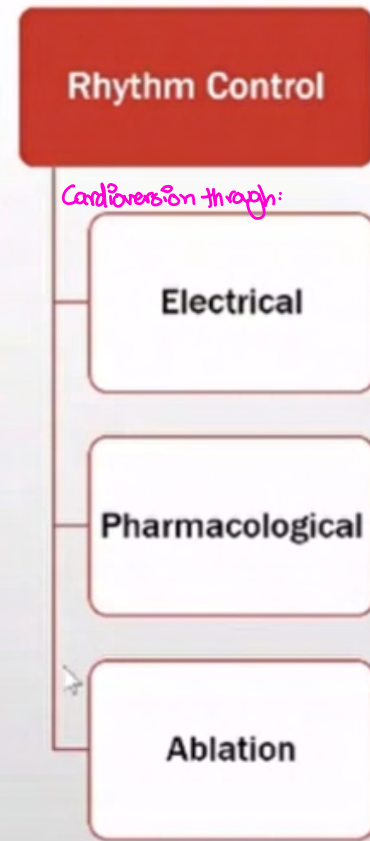 Rhythm Control
Cardioversion through:
Electrical
Pharmacological
Ablation